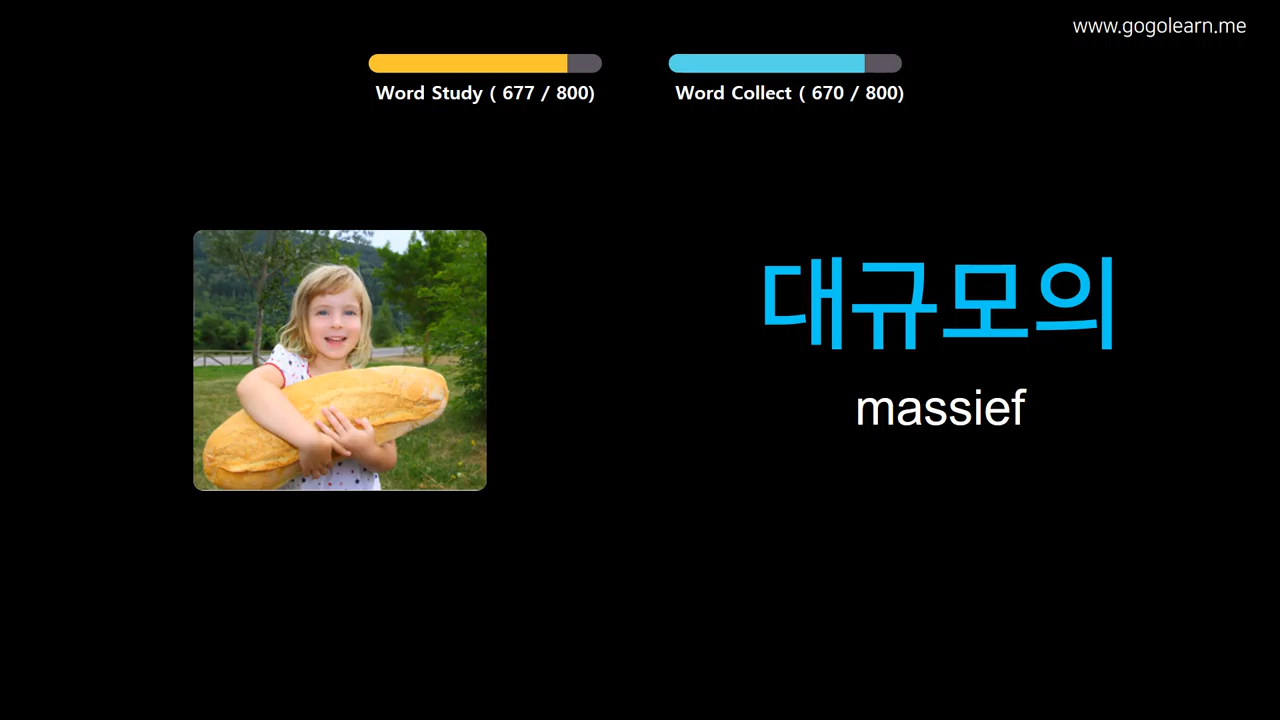 www.gogolearn.me
Word Study ( 677 / 800)
Word Collect ( 670 / 800)
대규모의
massief